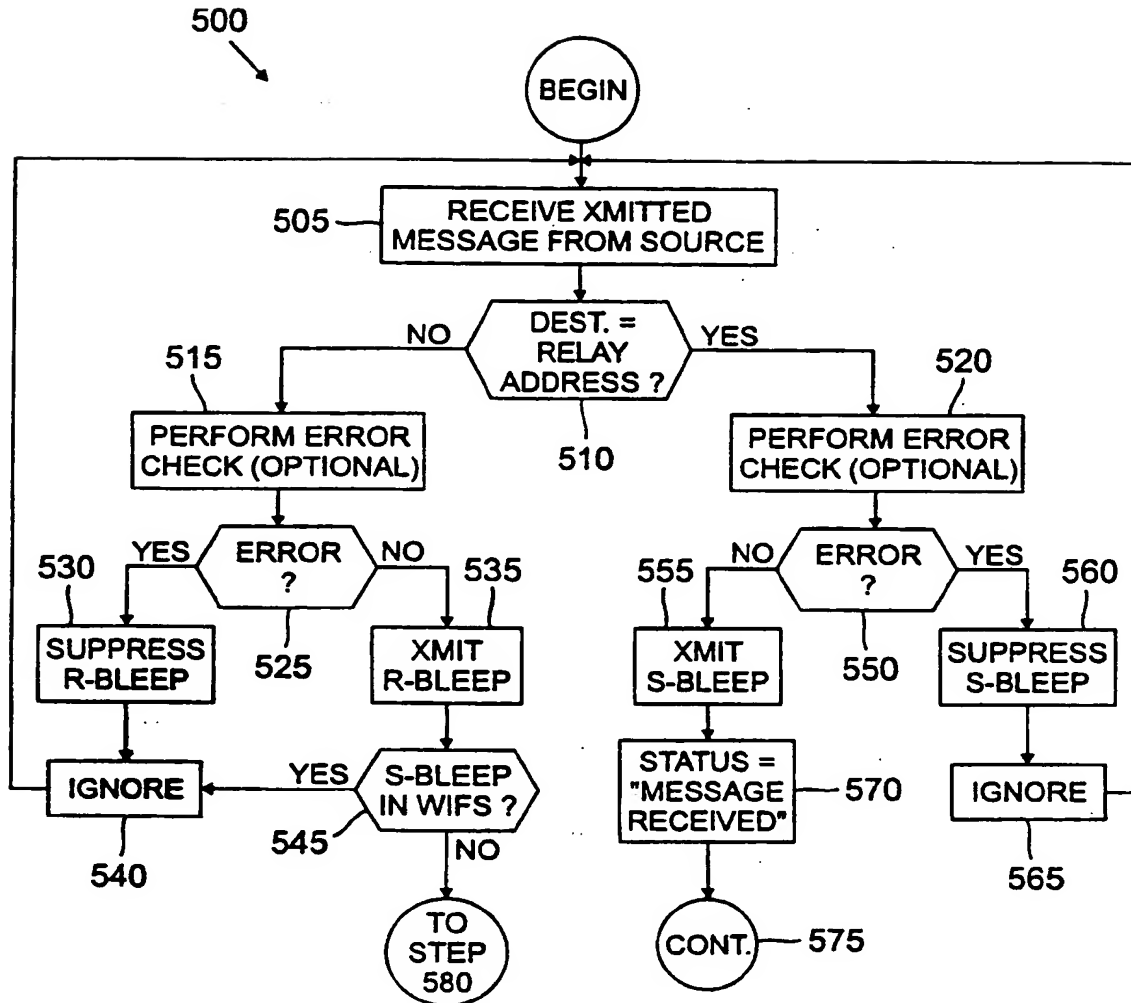 500
BEGIN
505
RECEIVE XMITTED
MESSAGE FROM SOURCE
NO
DEST. =
RELAY
ADDRESS ?
YES
510
515
PERFORM ERROR
CHECK (OPTIONAL)
520
PERFORM ERROR
CHECK (OPTIONAL)
YES
ERROR
?
NO
525
530
SUPPRESS
R-BLEEP
535
XMIT
R-BLEEP
NO
ERROR
?
YES
550
555
XMIT
S-BLEEP
560
SUPPRESS
S-BLEEP
IGNORE
540
YES
S-BLEEP
IN WIFS ?
545
NO
STATUS =
"MESSAGE
RECEIVED"
570
IGNORE
565
TO
STEP
580
CONT.
575